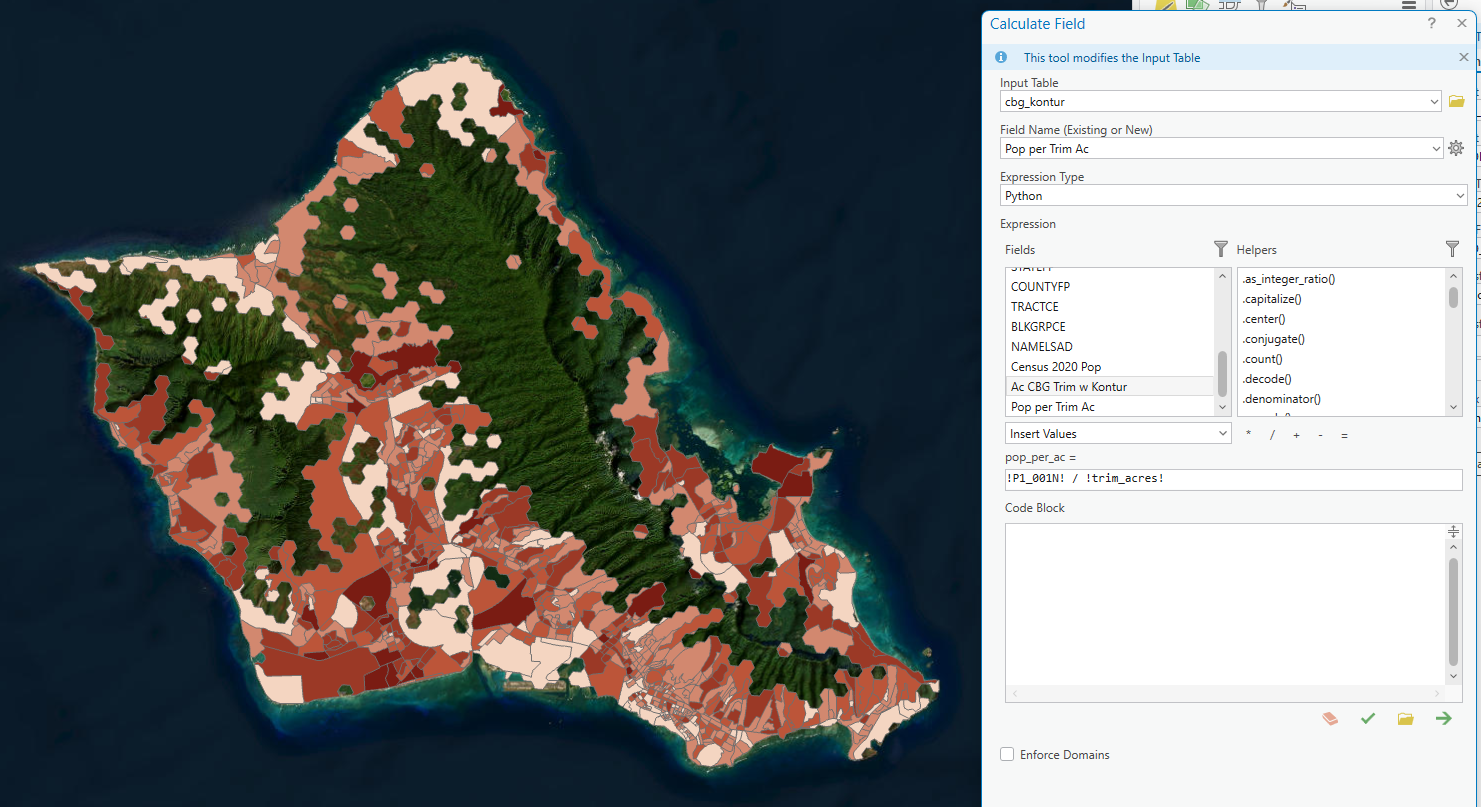 Calculate Field
?
This tool modifies the Input Table
Input Table
cbg_kontur
Field Name (Existing or New)
Pop per Trim Ac
Expression Type
Python
Expression
Fields
Helpers
STATEFP
COUNTYFP
TRACTCE
BLKGRPCE
NAMELSAD
Census 2020 Pop
Ac CBG Trim w Kontur
Pop per Trim Ac
.as_integer_ratio()
.capitalize()
.center()
.conjugate()
.count()
.decode()
.denominator()
Insert Values
* / + - =
pop_per_ac =
!P1_001N! / !trim_acres!
Code Block
Enforce Domains